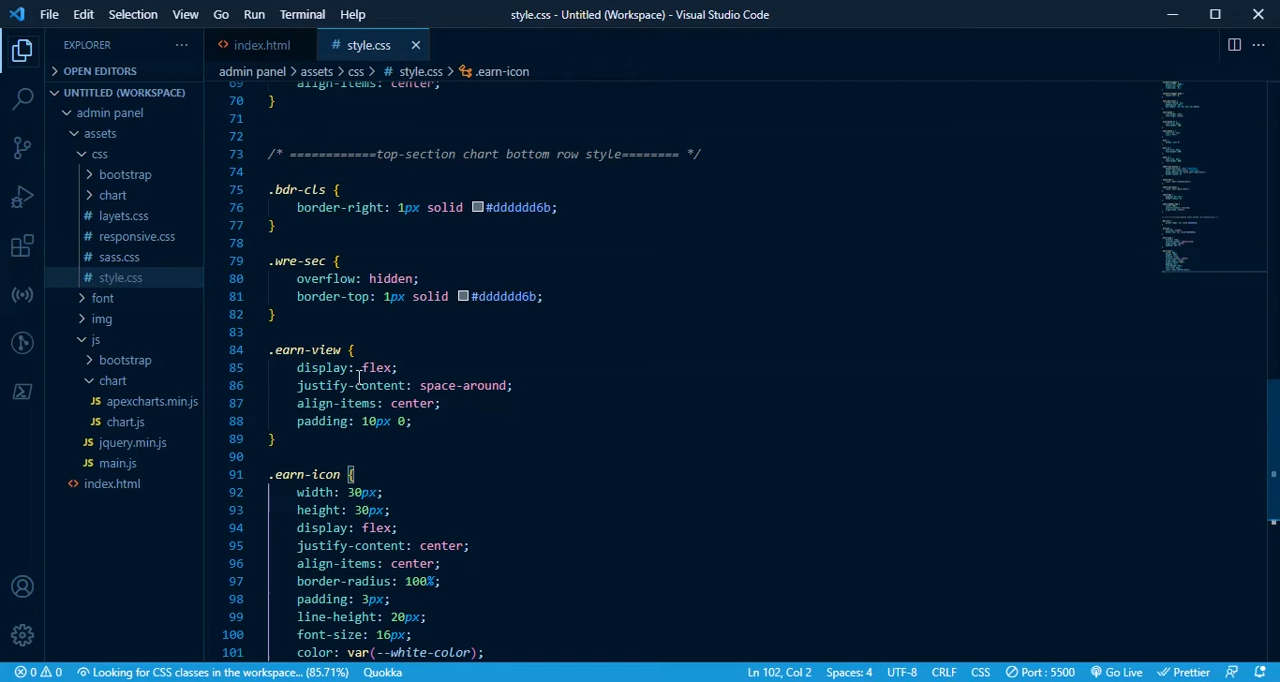 File Edit Selection View Go Run Terminal Help
style.css - Untitled (Workspace) - Visual Studio Code
EXPLORER
OPEN EDITORS
UNTITLED (WORKSPACE)
admin panel
assets
css
bootstrap
chart
# layets.css
# responsive.css
# sass.css
# style.css
font
img
js
bootstrap
chart
JS apexcharts.min.js
JS chart.js
JS jquery.min.js
JS main.js
<> index.html
<> index.html
# style.css
admin panel > assets > css > # style.css > .earn-icon
69 align-items: center;
70 }
71
72
73 /* ============top-section chart bottom row style======== */
74
75 .bdr-cls {
76 border-right: 1px solid #dddddd6b;
77 }
78
79 .wre-sec {
80 overflow: hidden;
81 border-top: 1px solid #dddddd6b;
82 }
83
84 .earn-view {
85 display: flex;
86 justify-content: space-around;
87 align-items: center;
88 padding: 10px 0;
89 }
90
91 .earn-icon {
92 width: 30px;
93 height: 30px;
94 display: flex;
95 justify-content: center;
96 align-items: center;
97 border-radius: 100%;
98 padding: 3px;
99 line-height: 20px;
100 font-size: 16px;
101 color: var(--white-color);
0 0 Looking for CSS classes in the workspace... (85.71%) Quokka
Ln 102, Col 2 Spaces: 4 UTF-8 CRLF CSS Port : 5500 Go Live Prettier